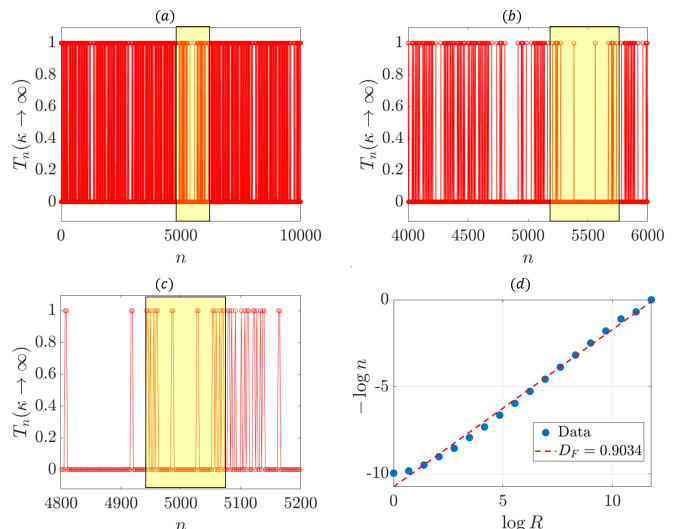 (a)
1
0.8
0.6
0.4
0.2
0
T_n(κ → ∞)
0 5000 10000
n
(b)
1
0.8
0.6
0.4
0.2
0
T_n(κ → ∞)
4000 4500 5000 5500 6000
n
(c)
1
0.8
0.6
0.4
0.2
0
T_n(κ → ∞)
4800 4900 5000 5100 5200
n
(d)
0
-5
-10
− log n
0 5 10
log R
Data
D_F = 0.9034